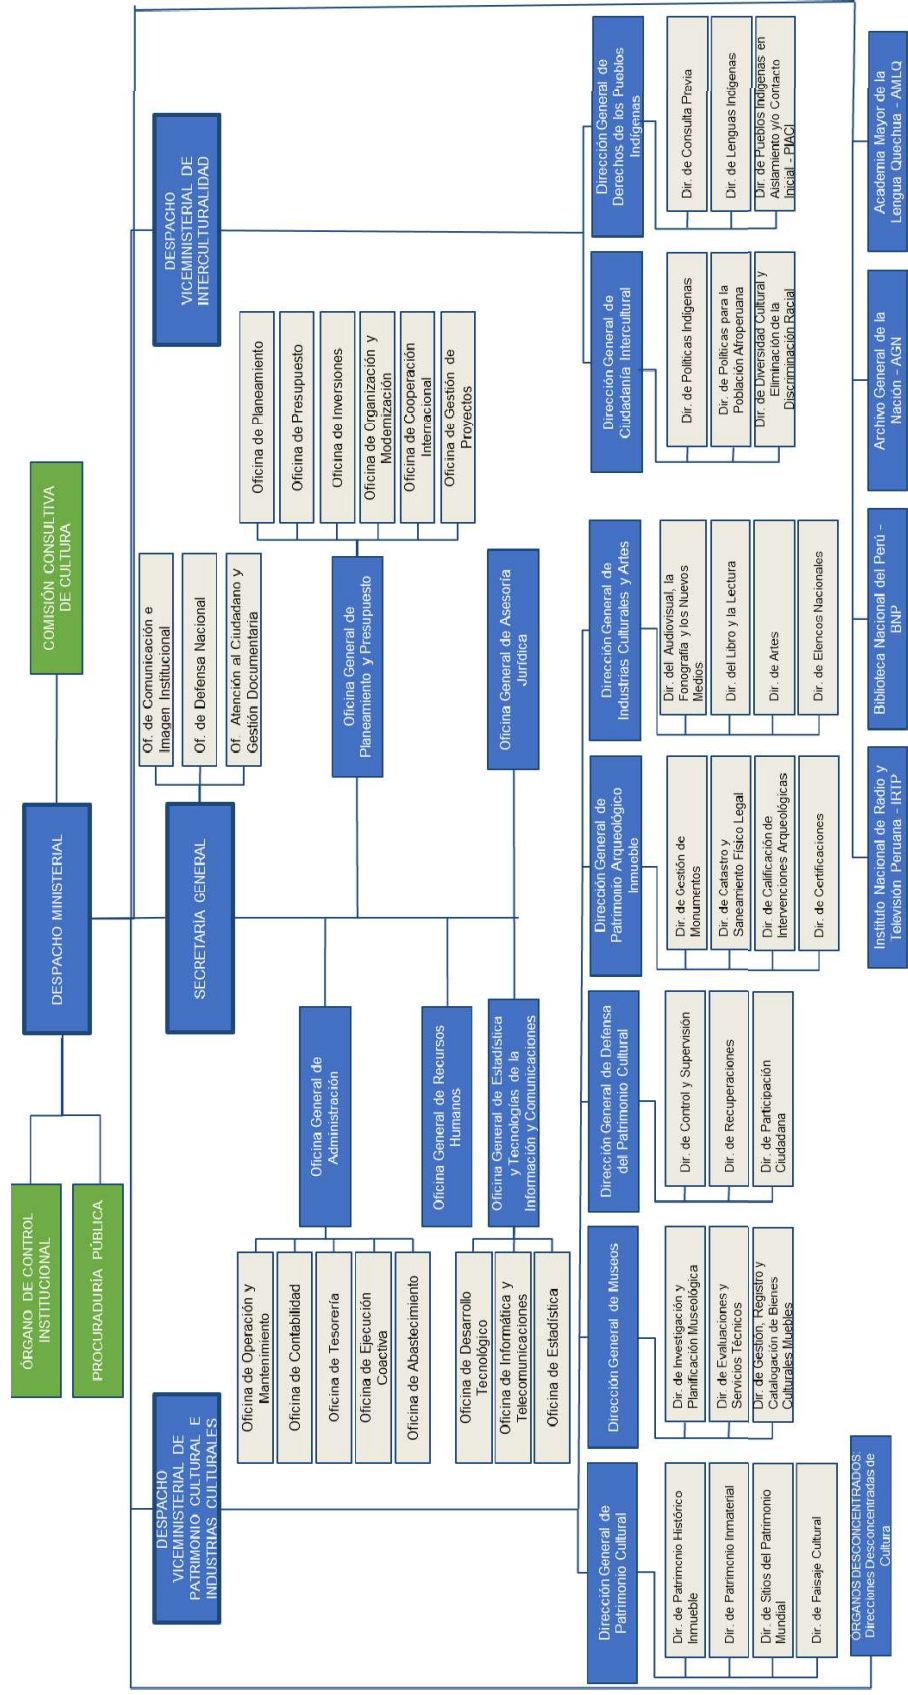 ÓRGANO DE CONTROL
INSTITUCIONAL
PROCURADURÍA PÚBLICA
DESPACHO MINISTERIAL
COMISIÓN CONSULTIVA
DE CULTURA
DESPACHO
VICEMINISTERIAL DE
PATRIMONIO CULTURAL E
INDUSTRIAS CULTURALES
SECRETARÍA GENERAL
Of. de Comunicación e
Imagen Institucional
Of. de Defensa Nacional
Of. Atención al Ciudadano y
Gestión Documentaria
DESPACHO
VICEMINISTERIAL DE
INTERCULTURALIDAD
Oficina de Operación y
Mantenimiento
Oficina de Contabilidad
Oficina de Tesorería
Oficina de Ejecución
Coactiva
Oficina de Abastecimiento
Oficina General de
Administración
Oficina General de
Planeamiento y Presupuesto
Oficina de Planeamiento
Oficina de Presupuesto
Oficina de Inversiones
Oficina de Organización y
Modernización
Oficina de Cooperación
Internacional
Oficina de Gestión de
Proyectos
Oficina General de Recursos
Humanos
Oficina de Desarrollo
Tecnológico
Oficina de Informática y
Telecomunicaciones
Oficina de Estadística
Oficina General de Estadística
y Tecnologías de la
Información y Comunicaciones
Oficina General de Asesoría
Jurídica
Dirección General de
Patrimonio Cultural
Dir. de Patrimonio Histórico
Inmueble
Dir. de Patrimonio Inmaterial
Dir. de Sitios del Patrimonio
Mundial
Dir. de Paisaje Cultural
Dirección General de Museos
Dir. de Investigación y
Planificación Museológica
Dir. de Evaluaciones y
Servicios Técnicos
Dir. de Gestión, Registro y
Catalogación de Bienes
Culturales Muebles
Dirección General de Defensa
del Patrimonio Cultural
Dir. de Control y Supervisión
Dir. de Recuperaciones
Dir. de Participación
Ciudadana
Dirección General de
Patrimonio Arqueológico
Inmueble
Dir. de Gestión de
Monumentos
Dir. de Catastro y
Saneamiento Físico Legal
Dir. de Calificación de
Intervenciones Arqueológicas
Dir. de Certificaciones
Dirección General de
Industrias Culturales y Artes
Dir. del Audiovisual, la
Fonografía y los Nuevos
Medios
Dir. del Libro y la Lectura
Dir. de Artes
Dir. de Elencos Nacionales
Dirección General de
Ciudadanía Intercultural
Dir. de Políticas Indígenas
Dir. de Políticas para la
Población Afroperuana
Dir. de Diversidad Cultural y
Eliminación de la
Discriminación Racial
Dirección General de
Derechos de los Pueblos
Indígenas
Dir. de Consulta Previa
Dir. de Lenguas Indígenas
Dir. de Pueblos Indígenas en
Aislamiento y/o Contacto
Inicial - PIACI
ÓRGANOS DESCONCENTRADOS:
Direcciones Desconcentradas de
Cultura
Instituto Nacional de Radio y
Televisión Peruana - IRTP
Biblioteca Nacional del Perú –
BNP
Archivo General de la
Nación - AGN
Academia Mayor de la
Lengua Quechua - AMLQ